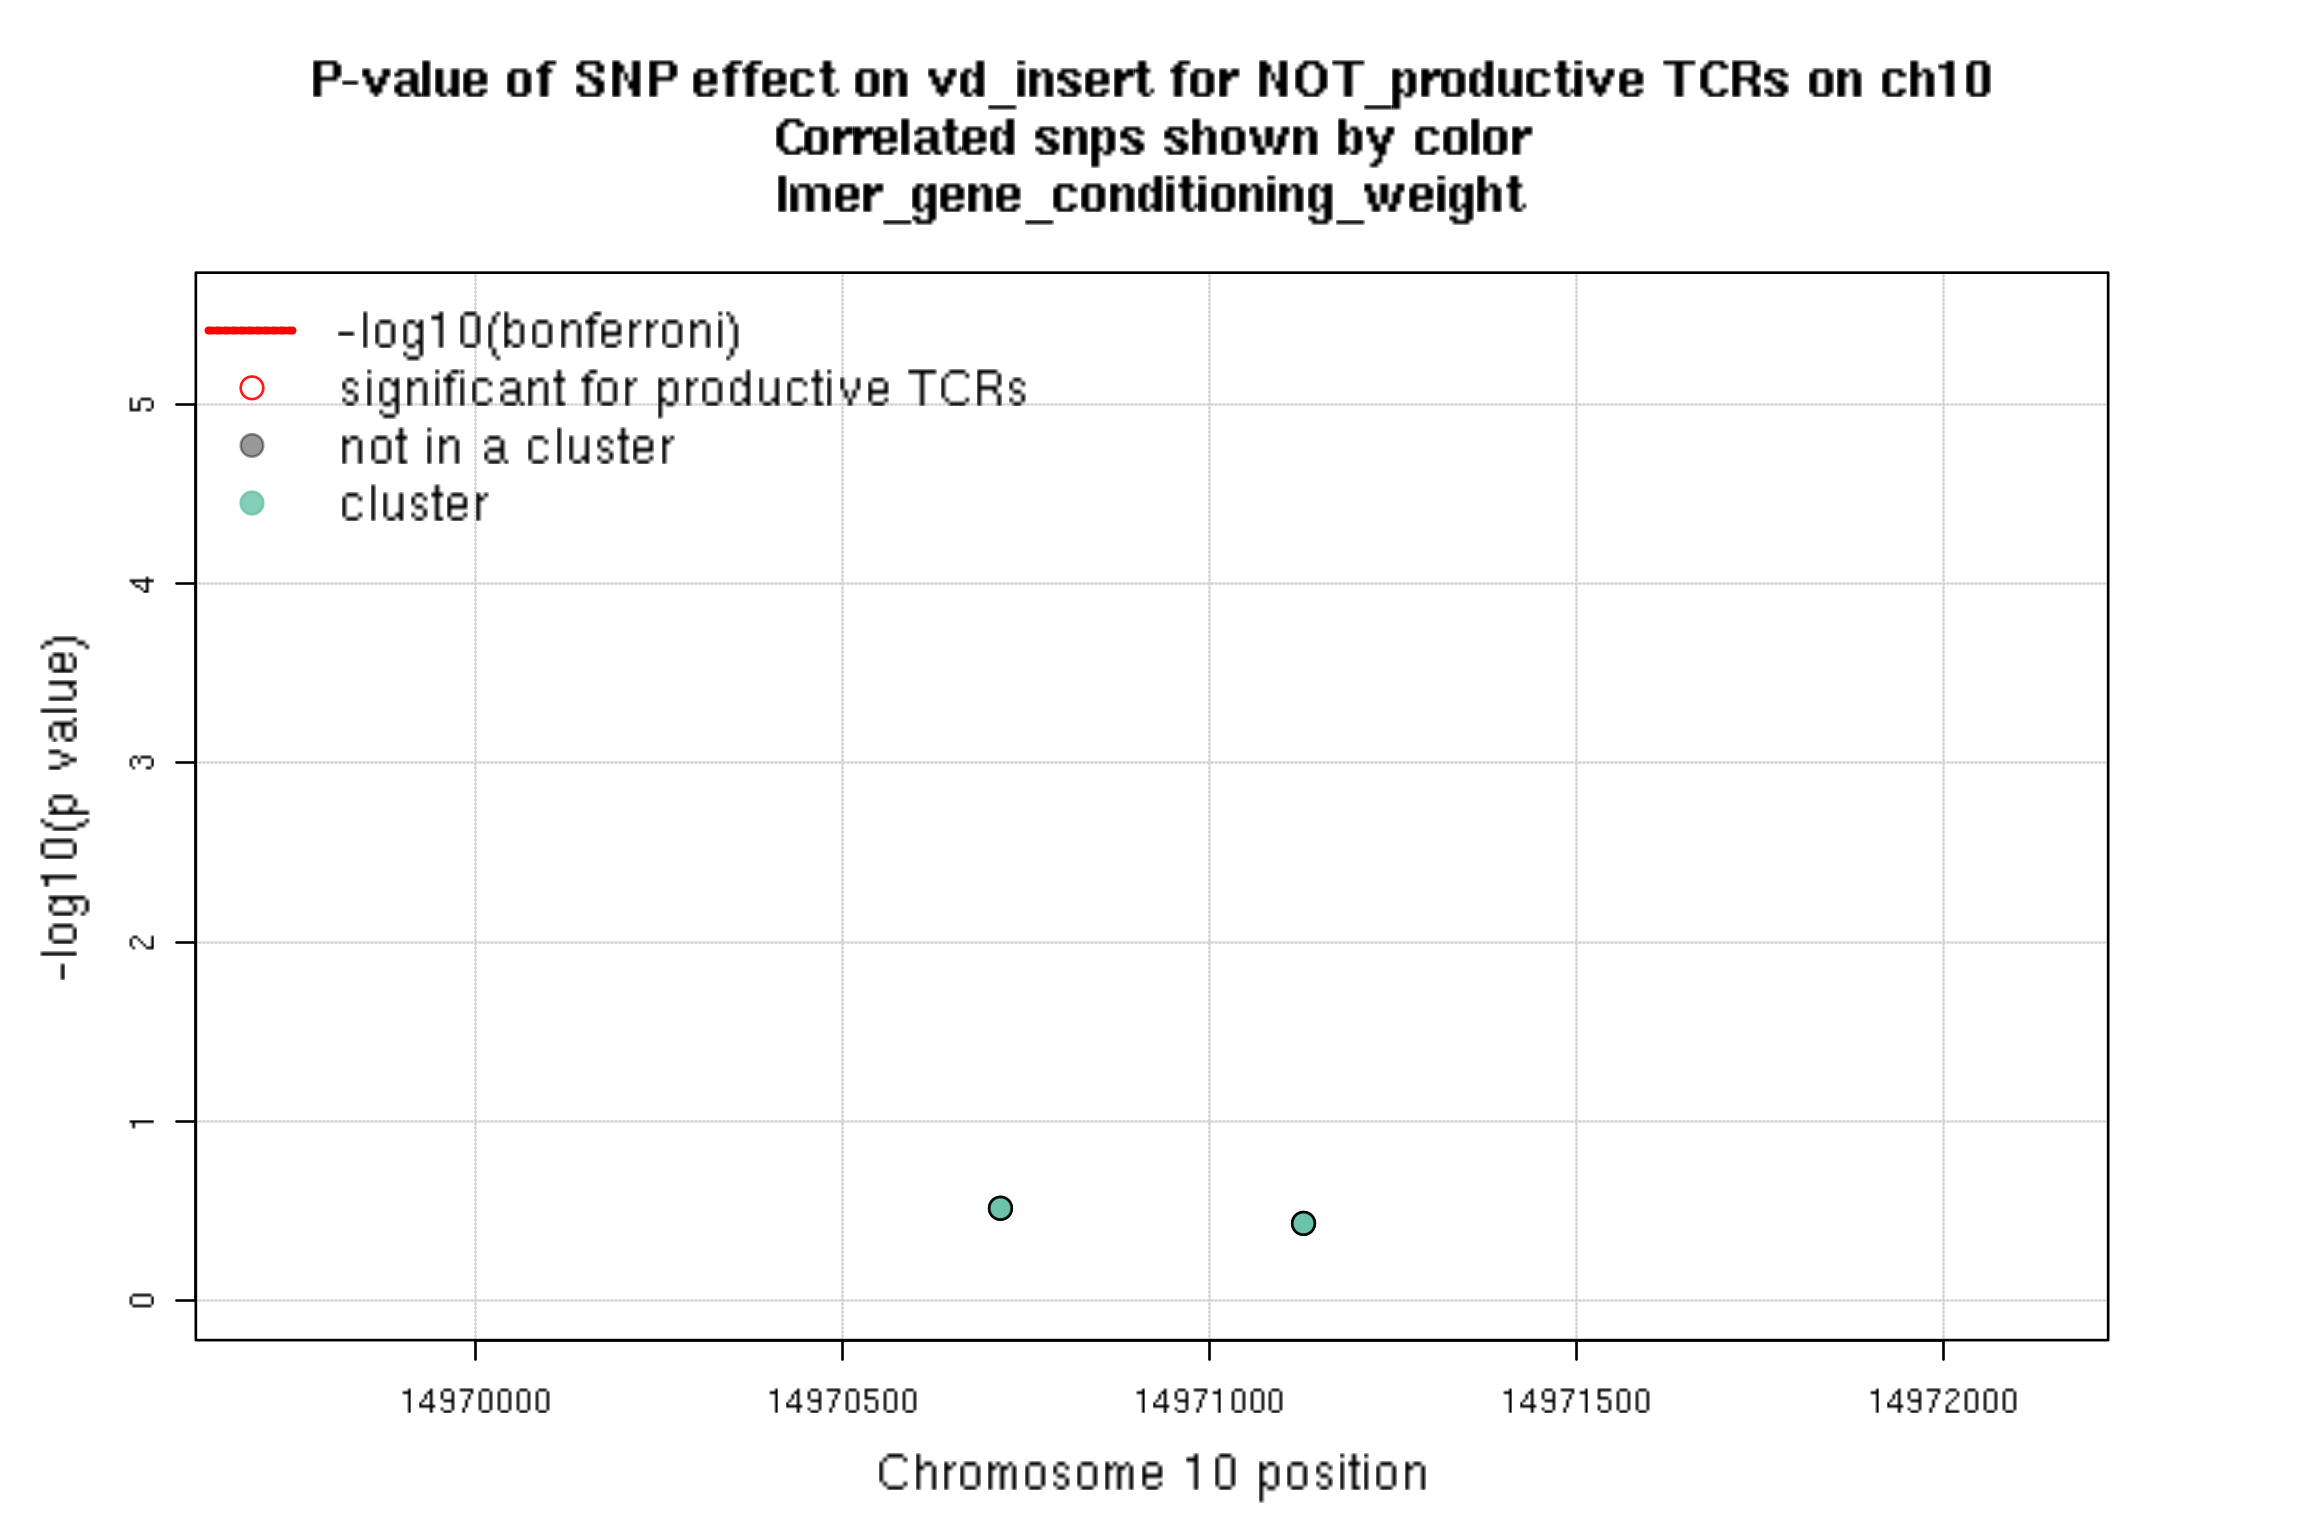 P-value of SNP effect on vd_insert for NOT_productive TCRs on ch10
Correlated snps shown by color
lmer_gene_conditioning_weight
-log10(bonferroni)
significant for productive TCRs
not in a cluster
cluster
5
4
3
2
1
0
-log10(p value)
14970000 14970500 14971000 14971500 14972000
Chromosome 10 position